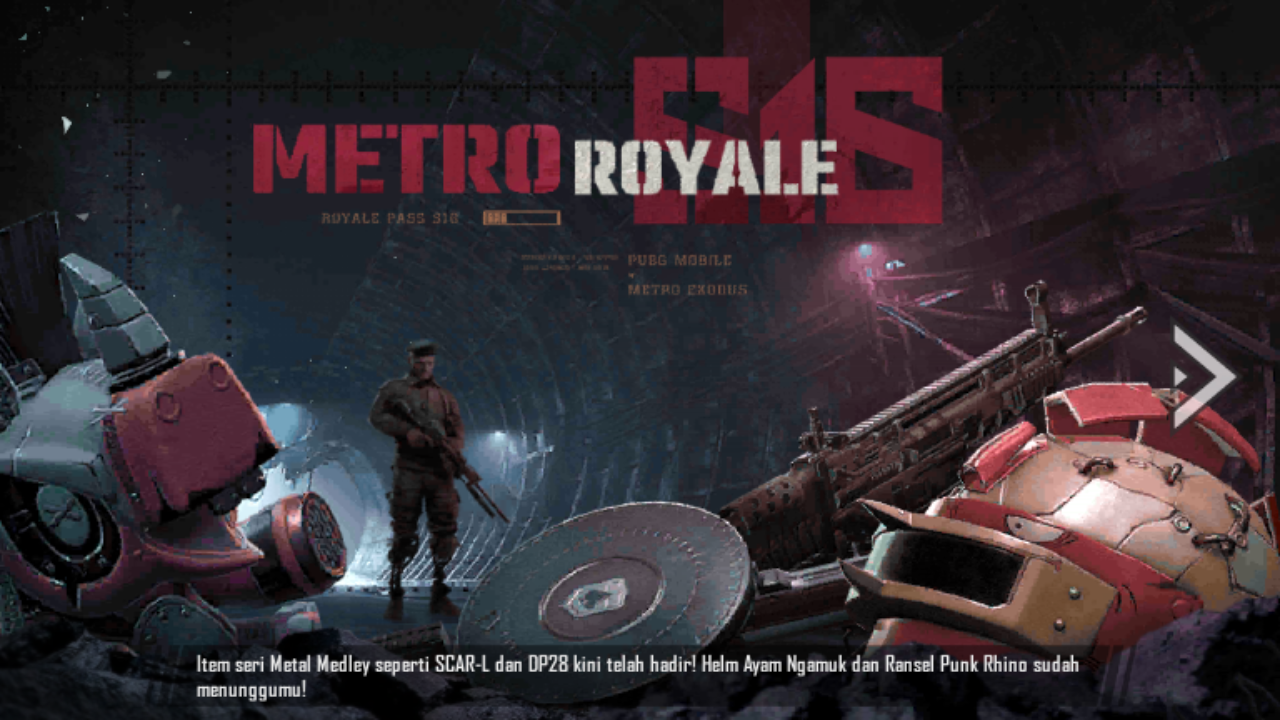 S16
METRO ROYALE
ROYALE PASS S16
PUBG MOBILE
×
METRO EXODUS
Item seri Metal Medley seperti SCAR-L dan DP28 kini telah hadir! Helm Ayam Ngamuk dan Ransel Punk Rhino sudah
menunggumu!